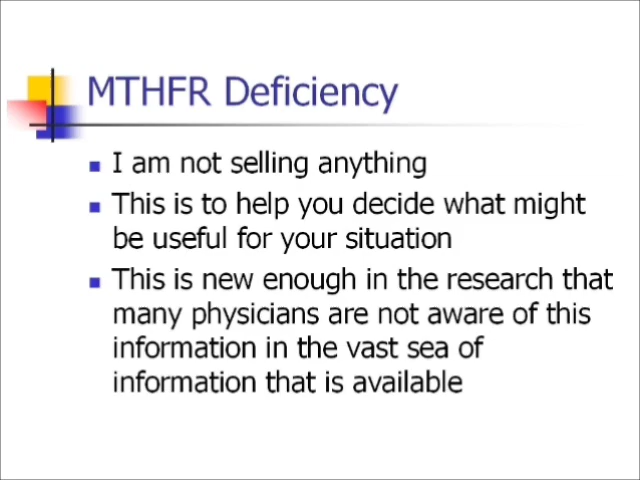 MTHFR Deficiency
I am not selling anything
This is to help you decide what might
be useful for your situation
This is new enough in the research that
many physicians are not aware of this
information in the vast sea of
information that is available